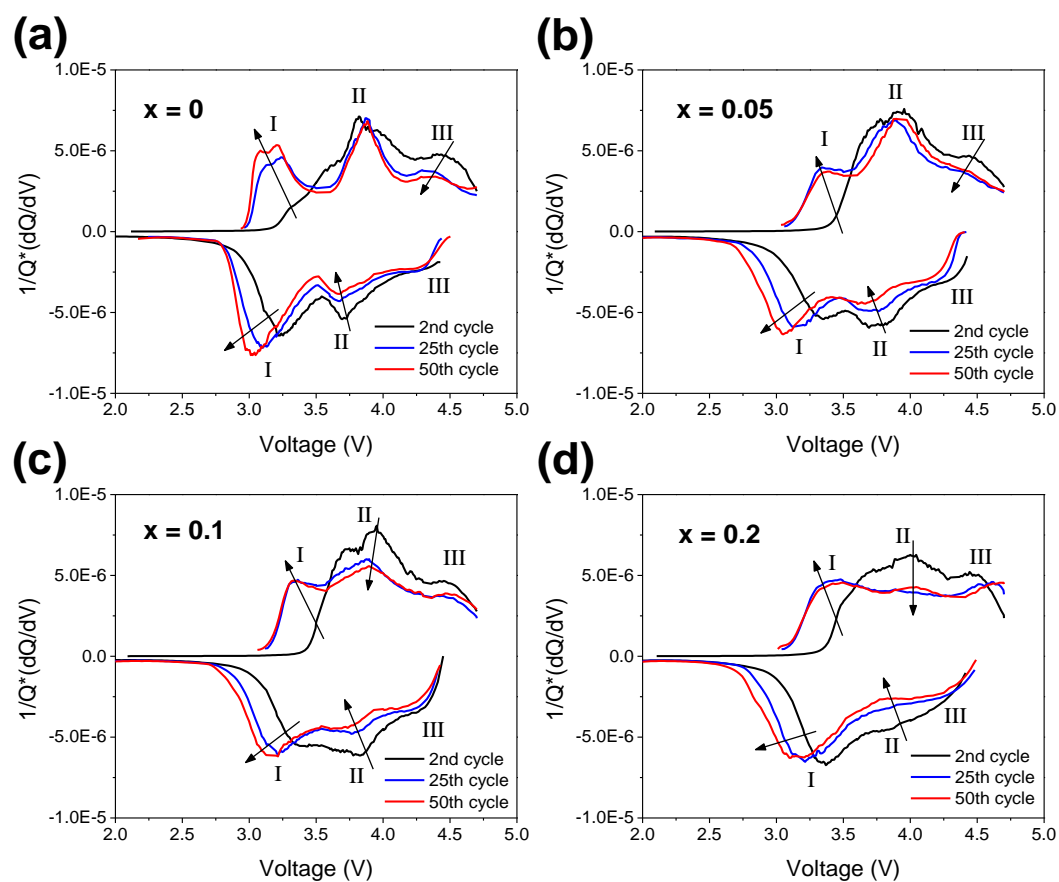 (a)
x = 0
I
II
III
I
II
III
2nd cycle
25th cycle
50th cycle
1.0E-5
5.0E-6
0.0
-5.0E-6
-1.0E-5
2.0 2.5 3.0 3.5 4.0 4.5 5.0
Voltage (V)
1/Q*(dQ/dV)
(b)
x = 0.05
I
II
III
I
II
III
2nd cycle
25th cycle
50th cycle
1.0E-5
5.0E-6
0.0
-5.0E-6
-1.0E-5
2.0 2.5 3.0 3.5 4.0 4.5 5.0
Voltage (V)
1/Q*(dQ/dV)
(c)
x = 0.1
I
II
III
I
II
III
2nd cycle
25th cycle
50th cycle
1.0E-5
5.0E-6
0.0
-5.0E-6
-1.0E-5
2.0 2.5 3.0 3.5 4.0 4.5 5.0
Voltage (V)
1/Q*(dQ/dV)
(d)
x = 0.2
I
II
III
I
II
III
2nd cycle
25th cycle
50th cycle
1.0E-5
5.0E-6
0.0
-5.0E-6
-1.0E-5
2.0 2.5 3.0 3.5 4.0 4.5 5.0
Voltage (V)
1/Q*(dQ/dV)